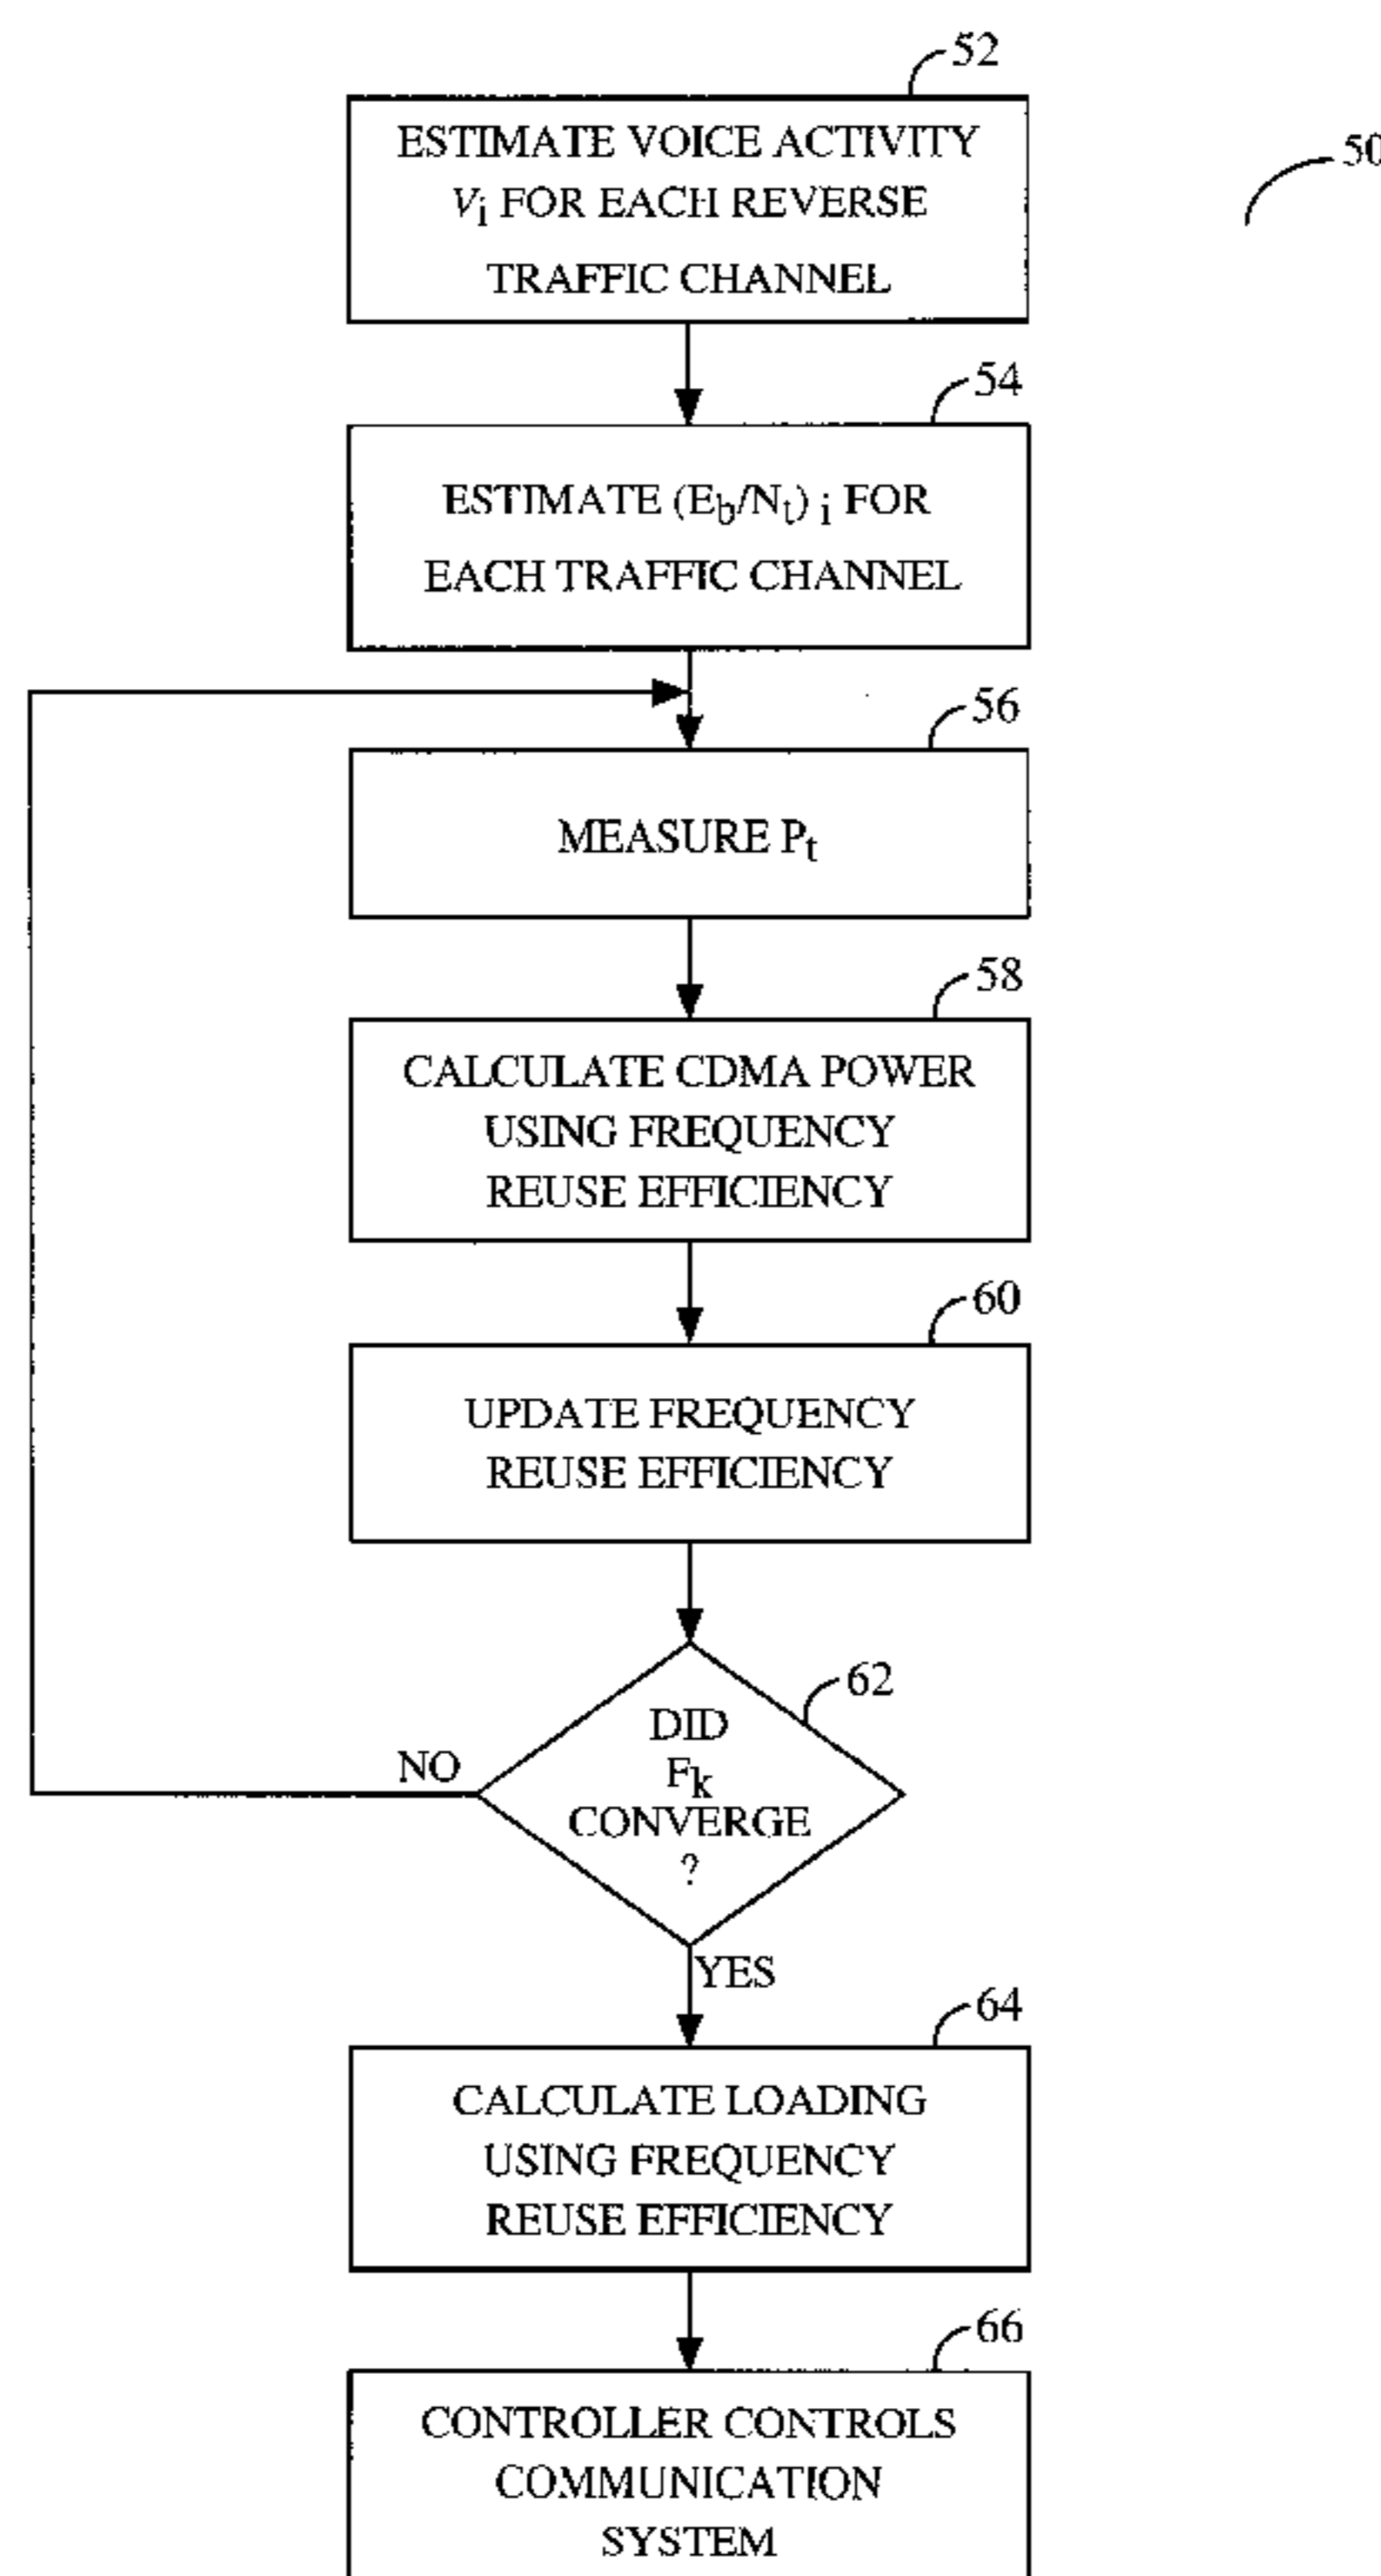 52
50
ESTIMATE VOICE ACTIVITY
Vi FOR EACH REVERSE
TRAFFIC CHANNEL
54
ESTIMATE (Eb/Nt) i FOR
EACH TRAFFIC CHANNEL
56
MEASURE Pt
58
CALCULATE CDMA POWER
USING FREQUENCY
REUSE EFFICIENCY
60
UPDATE FREQUENCY
REUSE EFFICIENCY
62
DID
Fk
CONVERGE
?
NO
YES
64
CALCULATE LOADING
USING FREQUENCY
REUSE EFFICIENCY
66
CONTROLLER CONTROLS
COMMUNICATION
SYSTEM